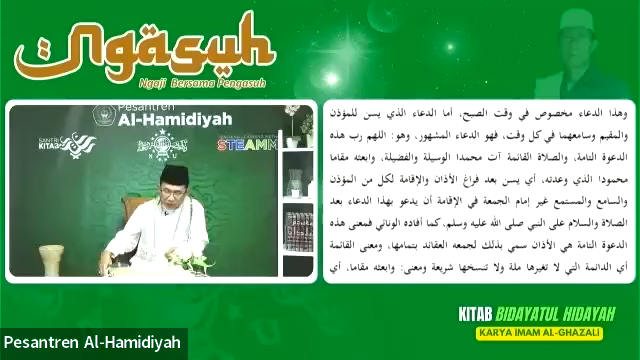 Ngasuh
Ngaji Bersama Pengasuh
Pesantren
Al-Hamidiyah
SANTRI
KITA
NU
STEAM
وهذا الدعاء مخصوص في وقت الصبح، أما الدعاء الذي يسن للمؤذن
والمقيم وسامعهما في كل وقت، فهو الدعاء المشهور، وهو: اللهم رب هذه
الدعوة التامة، والصلاة القائمة آت محمدا الوسيلة والفضيلة، وابعثه مقاما
محمودا الذي وعدته، أي يسن بعد فراغ الأذان والإقامة لكل من المؤذن
والسامع والمستمع غير إمام الجمعة في الإقامة أن يدعو بهذا الدعاء بعد
الصلاة والسلام على النبي صلى الله عليه وسلم، كما أفاده الونائي فمعنى هذه
الدعوة التامة هي الأذان سمي بذلك لجمعه العقائد بتمامها، ومعنى القائمة
أي الدائمة التي لا تغيرها ملة ولا تنسخها شريعة ومعنى: وابعثه مقاما، أي
KITAB BIDAYATUL HIDAYAH
KARYA IMAM AL-GHAZALI
Pesantren Al-Hamidiyah